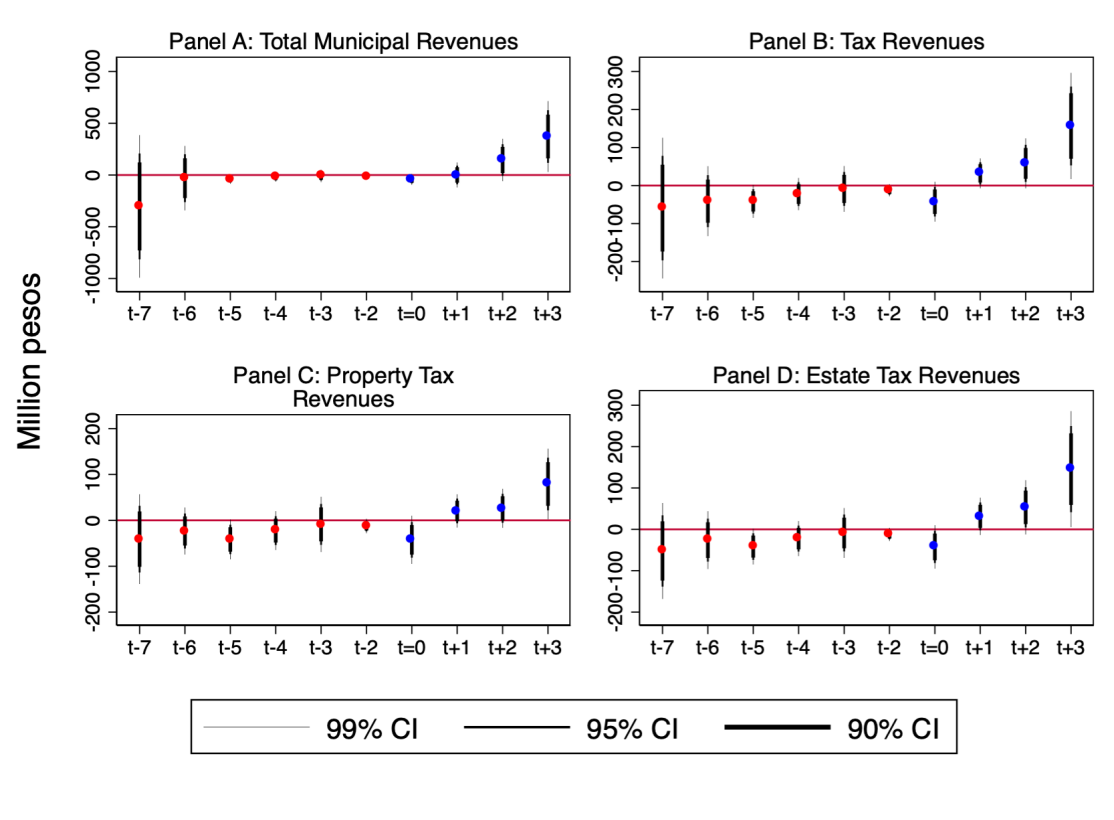 Panel A: Total Municipal Revenues
1000
500
0
-500
-1000
t-7 t-6 t-5 t-4 t-3 t-2 t=0 t+1 t+2 t+3
Panel B: Tax Revenues
300
200
100
0
-100
-200
t-7 t-6 t-5 t-4 t-3 t-2 t=0 t+1 t+2 t+3
Million pesos
Panel C: Property Tax
Revenues
200
100
0
-100
-200
t-7 t-6 t-5 t-4 t-3 t-2 t=0 t+1 t+2 t+3
Panel D: Estate Tax Revenues
300
200
100
0
-100
-200
t-7 t-6 t-5 t-4 t-3 t-2 t=0 t+1 t+2 t+3
99% CI 95% CI 90% CI